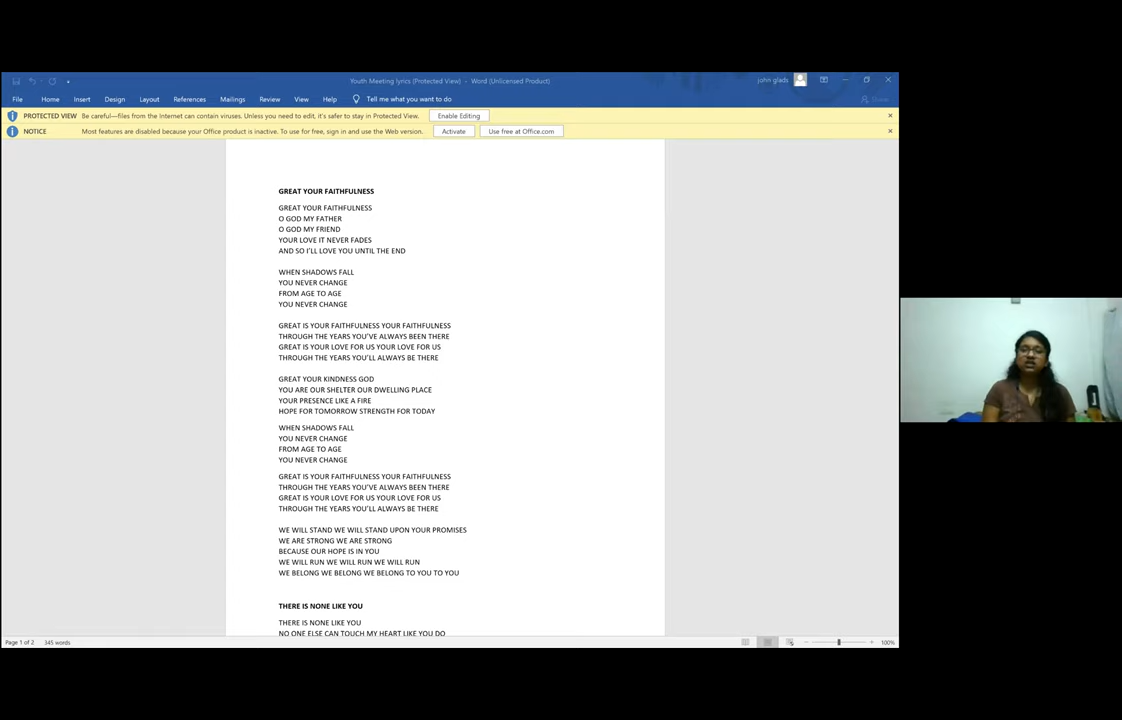 Youth Meeting lyrics (Protected View) - Word (Unlicensed Product)
john glads
File Home Insert Design Layout References Mailings Review View Help Tell me what you want to do
Share
PROTECTED VIEW Be careful—files from the Internet can contain viruses. Unless you need to edit, it's safer to stay in Protected View. Enable Editing
NOTICE Most features are disabled because your Office product is inactive. To use for free, sign in and use the Web version. Activate Use free at Office.com
GREAT YOUR FAITHFULNESS
GREAT YOUR FAITHFULNESS
O GOD MY FATHER
O GOD MY FRIEND
YOUR LOVE IT NEVER FADES
AND SO I'LL LOVE YOU UNTIL THE END
WHEN SHADOWS FALL
YOU NEVER CHANGE
FROM AGE TO AGE
YOU NEVER CHANGE
GREAT IS YOUR FAITHFULNESS YOUR FAITHFULNESS
THROUGH THE YEARS YOU'VE ALWAYS BEEN THERE
GREAT IS YOUR LOVE FOR US YOUR LOVE FOR US
THROUGH THE YEARS YOU'LL ALWAYS BE THERE
GREAT YOUR KINDNESS GOD
YOU ARE OUR SHELTER OUR DWELLING PLACE
YOUR PRESENCE LIKE A FIRE
HOPE FOR TOMORROW STRENGTH FOR TODAY
WHEN SHADOWS FALL
YOU NEVER CHANGE
FROM AGE TO AGE
YOU NEVER CHANGE
GREAT IS YOUR FAITHFULNESS YOUR FAITHFULNESS
THROUGH THE YEARS YOU'VE ALWAYS BEEN THERE
GREAT IS YOUR LOVE FOR US YOUR LOVE FOR US
THROUGH THE YEARS YOU'LL ALWAYS BE THERE
WE WILL STAND WE WILL STAND UPON YOUR PROMISES
WE ARE STRONG WE ARE STRONG
BECAUSE OUR HOPE IS IN YOU
WE WILL RUN WE WILL RUN WE WILL RUN
WE BELONG WE BELONG WE BELONG TO YOU TO YOU
THERE IS NONE LIKE YOU
THERE IS NONE LIKE YOU
NO ONE ELSE CAN TOUCH MY HEART LIKE YOU DO
Page 1 of 2 345 words 100%